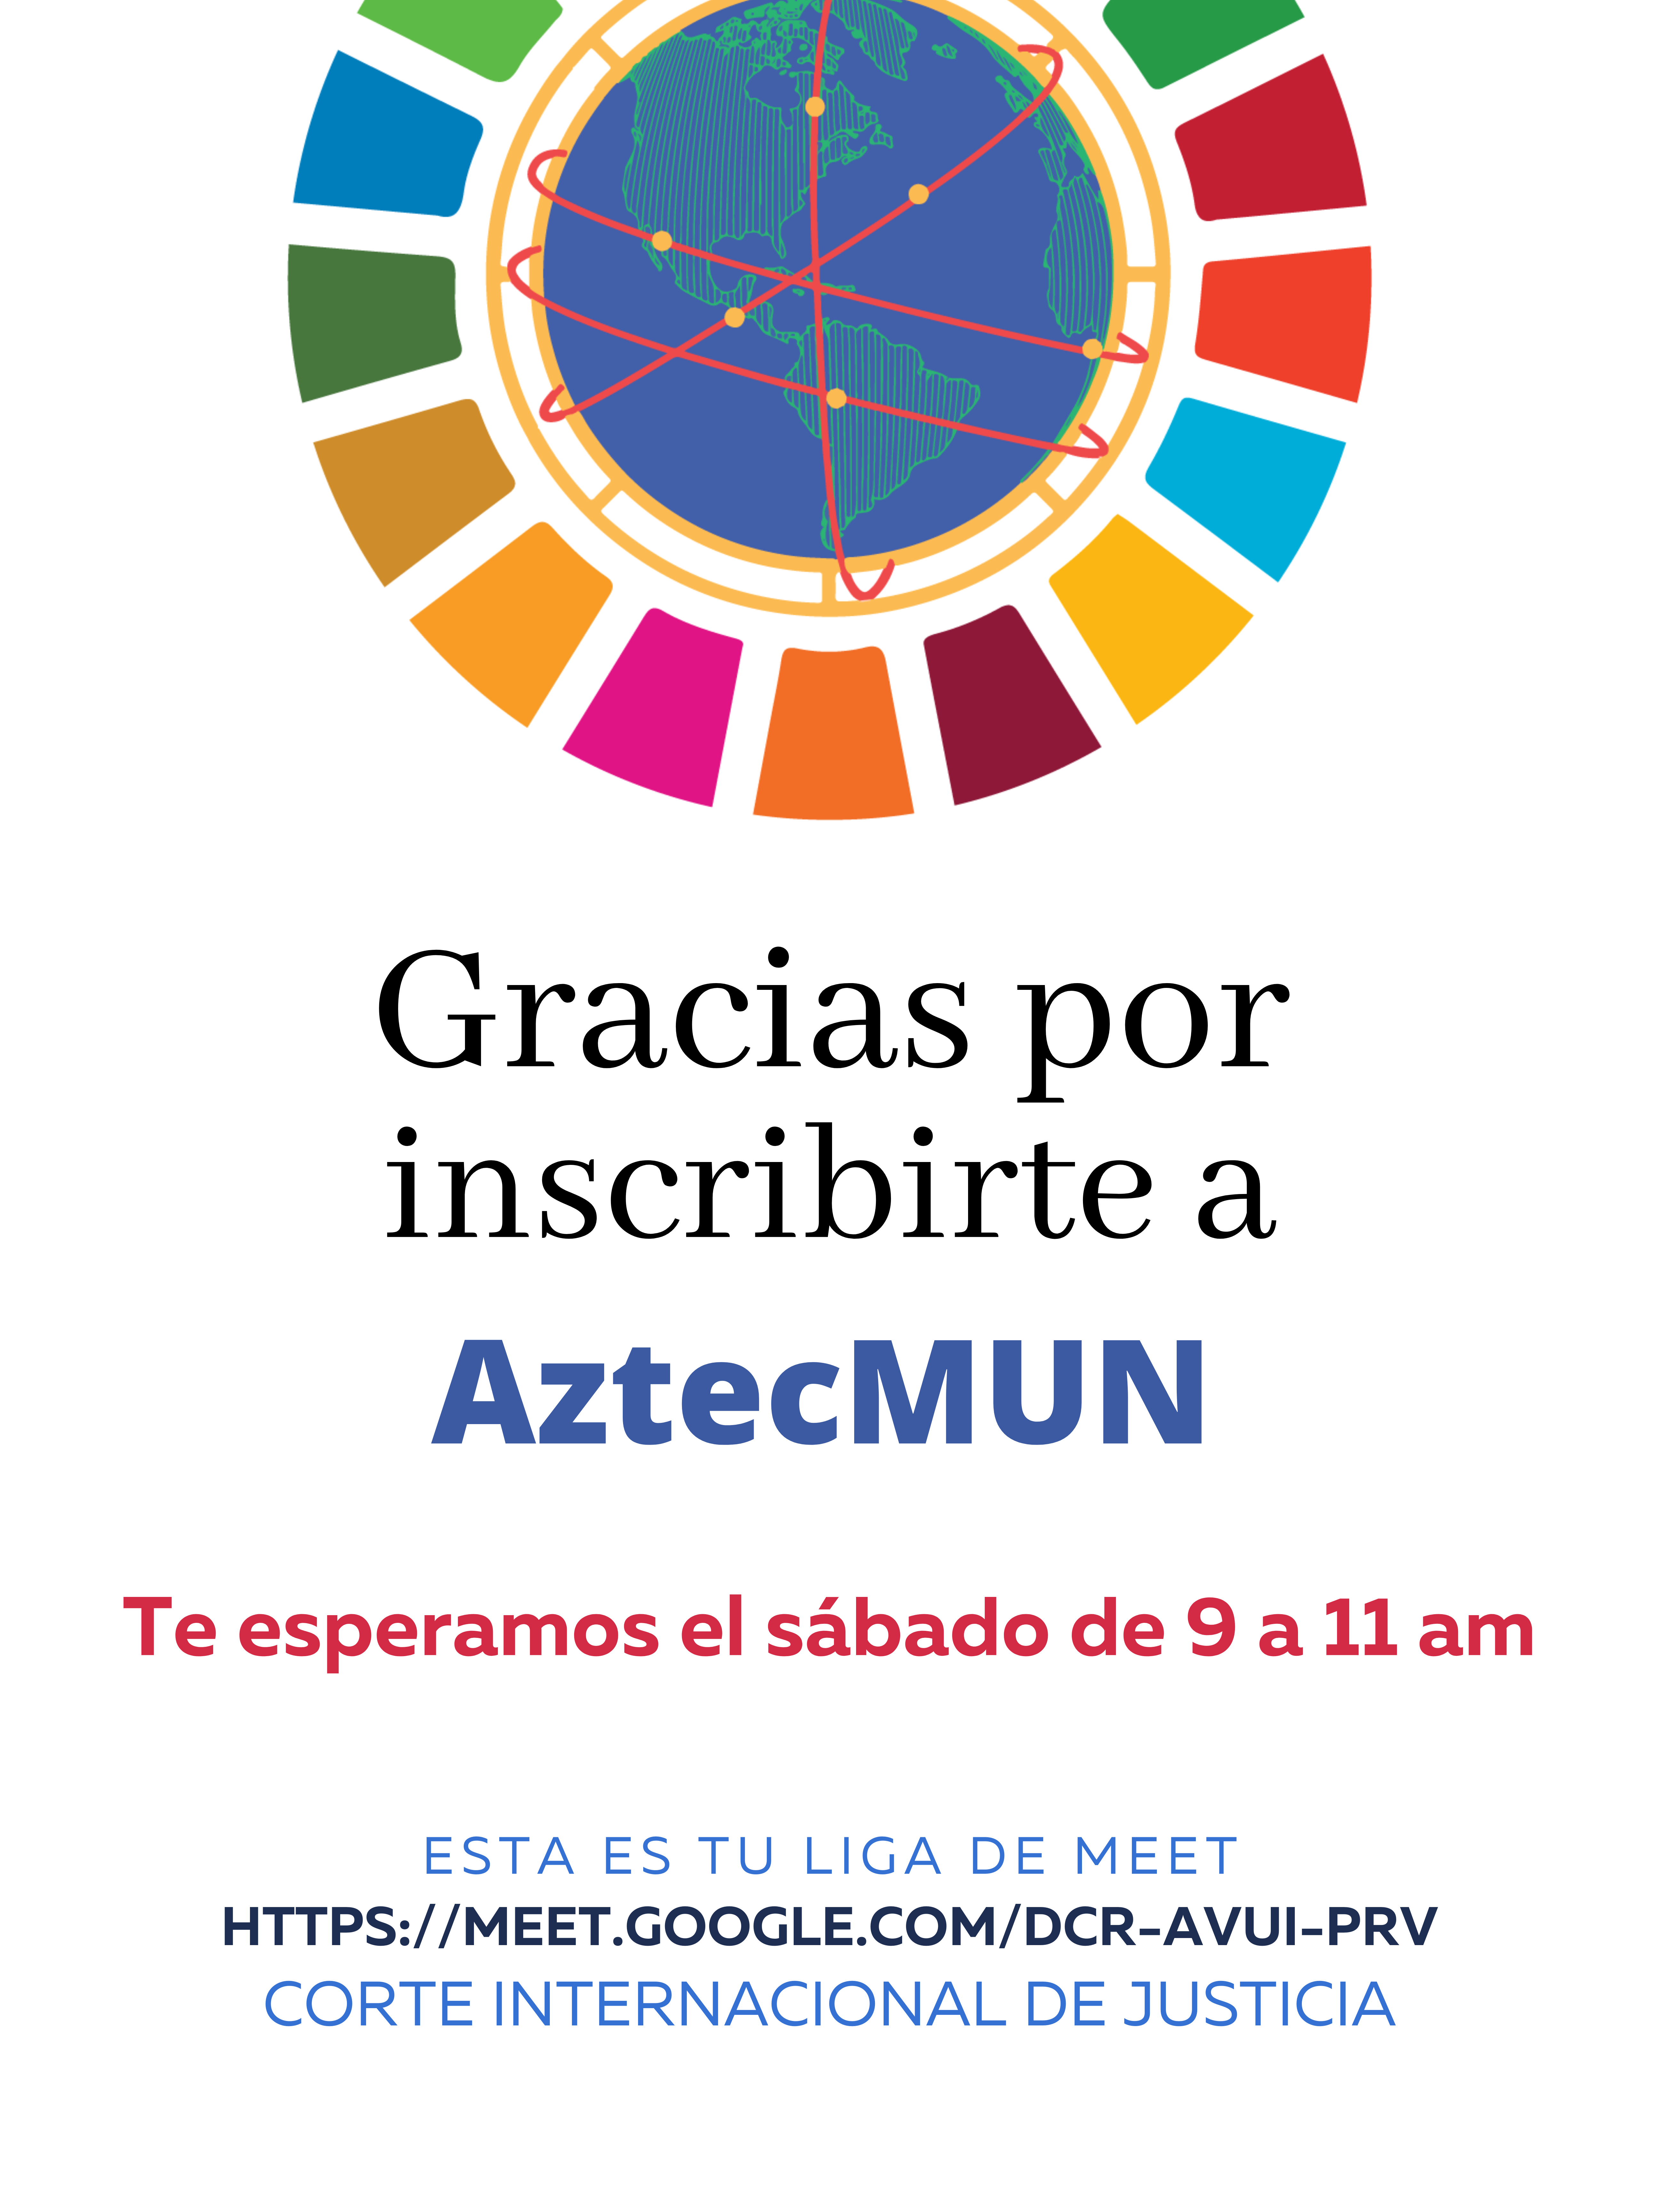 Gracias por
inscribirte a
AztecMUN
Te esperamos el sábado de 9 a 11 am
ESTA ES TU LIGA DE MEET
HTTPS://MEET.GOOGLE.COM/DCR-AVUI-PRV
CORTE INTERNACIONAL DE JUSTICIA